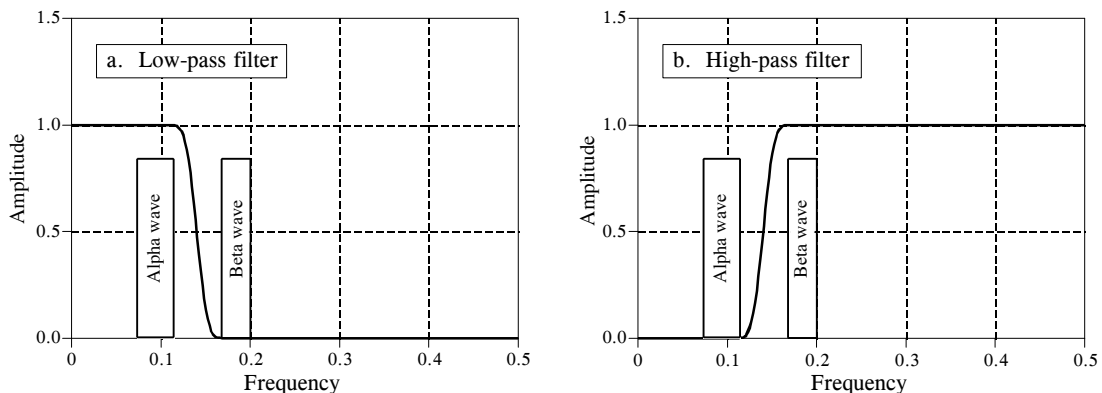 1.5
a. Low-pass filter
1.0
Amplitude
Alpha wave
Beta wave
0.5
0.0
0 0.1 0.2 0.3 0.4 0.5
Frequency
1.5
b. High-pass filter
1.0
Amplitude
Alpha wave
Beta wave
0.5
0.0
0 0.1 0.2 0.3 0.4 0.5
Frequency